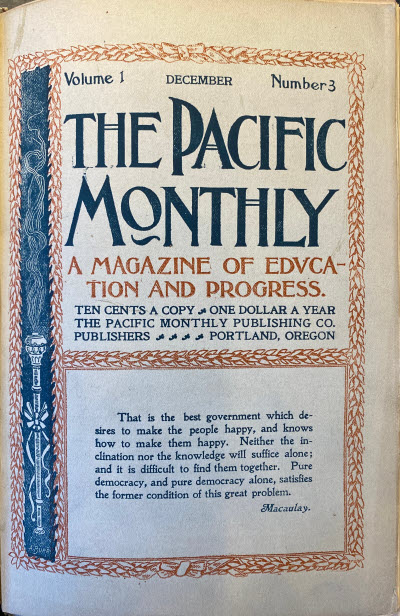 Volume 1 DECEMBER Number 3
THE PACIFIC
MONTHLY
A MAGAZINE OF EDVCA-
TION AND PROGRESS.
TEN CENTS A COPY ONE DOLLAR A YEAR
THE PACIFIC MONTHLY PUBLISHING CO.
PUBLISHERS PORTLAND, OREGON
That is the best government which de-
sires to make the people happy, and knows
how to make them happy. Neither the in-
clination nor the knowledge will suffice alone;
and it is difficult to find them together. Pure
democracy, and pure democracy alone, satisfies
the former condition of this great problem.
Macaulay.